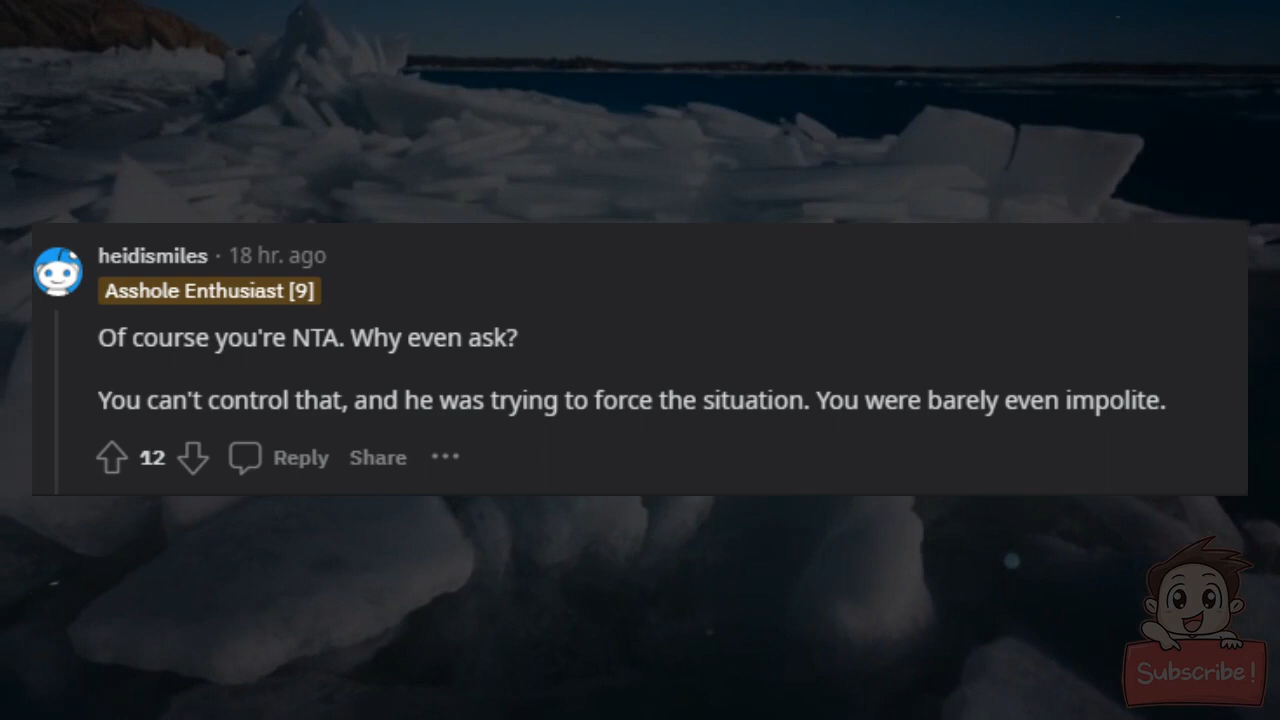 heidismiles · 18 hr. ago
Asshole Enthusiast [9]
Of course you're NTA. Why even ask?
You can't control that, and he was trying to force the situation. You were barely even impolite.
12 Reply Share ···
Subscribe!